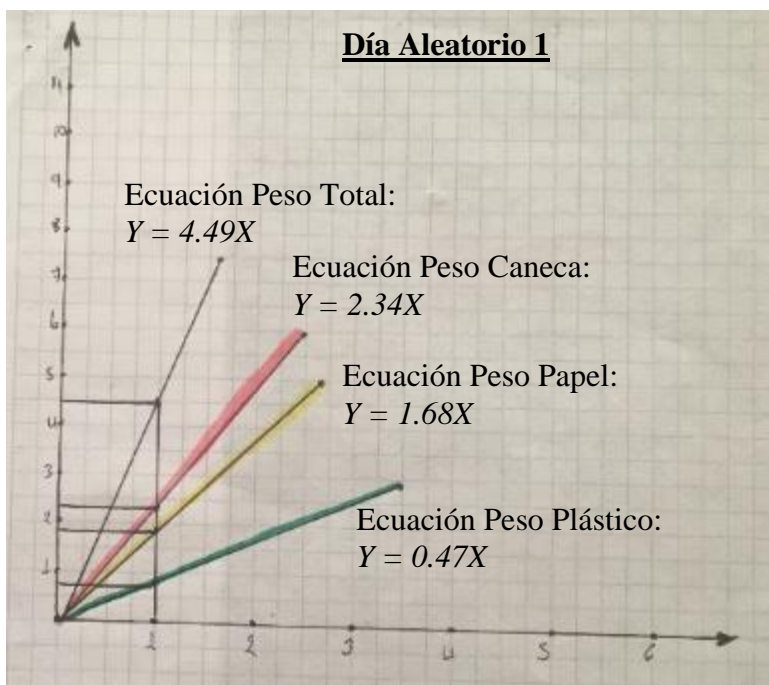 Día Aleatorio 1
11
10
9
Ecuación Peso Total:
8
Y = 4.49X
Ecuación Peso Caneca:
7
Y = 2.34X
6
5
Ecuación Peso Papel:
4
Y = 1.68X
3
2
Ecuación Peso Plástico:
1
Y = 0.47X
1 2 3 4 5 6